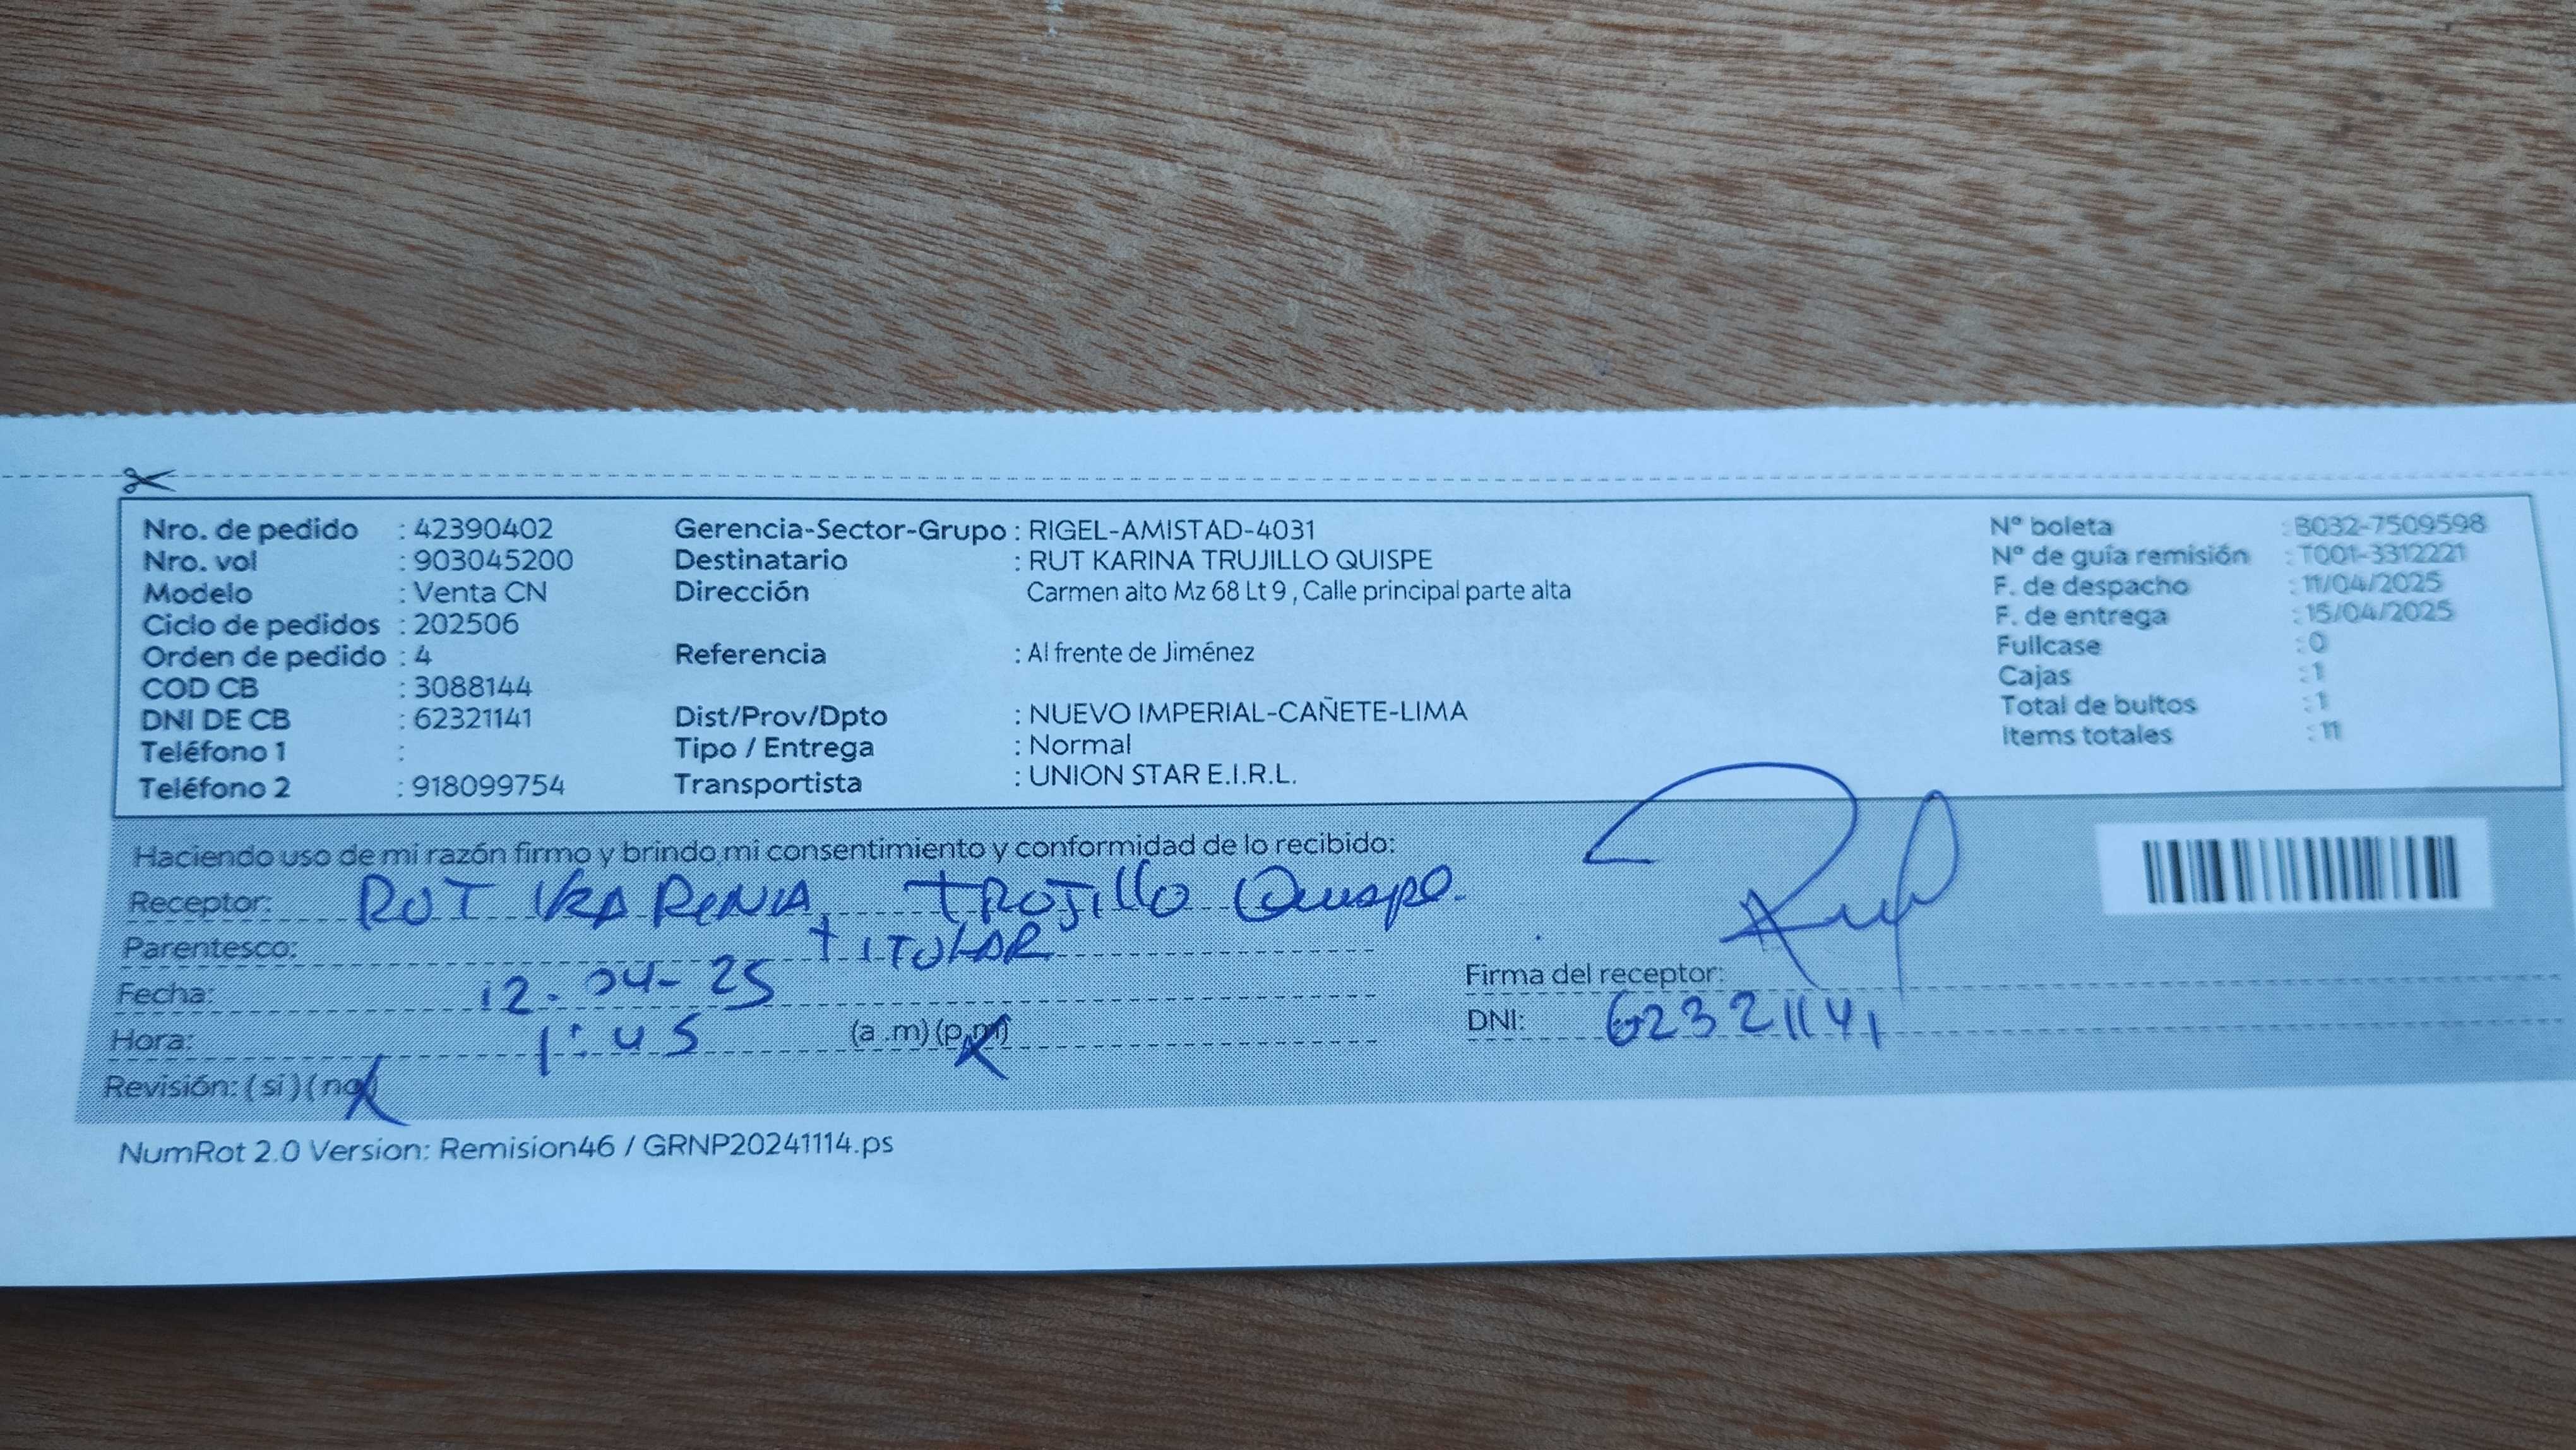 Nro. de pedido : 42390402
Nro. vol : 903045200
Modelo : Venta CN
Ciclo de pedidos : 202506
Orden de pedido : 4
COD CB : 3088144
DNI DE CB : 62321141
Teléfono 1 :
Teléfono 2 : 918099754
Gerencia-Sector-Grupo : RIGEL-AMISTAD-4031
Destinatario : RUT KARINA TRUJILLO QUISPE
Dirección Carmen alto Mz 68 Lt 9 , Calle principal parte alta
Referencia : Al frente de Jiménez
Dist/Prov/Dpto : NUEVO IMPERIAL-CAÑETE-LIMA
Tipo / Entrega : Normal
Transportista : UNION STAR E.I.R.L.
N° boleta : B032-7509598
N° de guía remisión : T001-3312221
F. de despacho : 11/04/2025
F. de entrega : 15/04/2025
Fullcase : 0
Cajas : 1
Total de bultos : 1
Items totales : 11
Haciendo uso de mi razón firmo y brindo mi consentimiento y conformidad de lo recibido:
Receptor: RUT KARINA TRUJILLO Quispe.
Parentesco: TITULAR
Fecha: 12-04-25
Hora: 1:45 (a .m) (p.m)
Revisión: ( si ) ( no )
Firma del receptor:
DNI: 62321141
NumRot 2.0 Version: Remision46 / GRNP20241114.ps